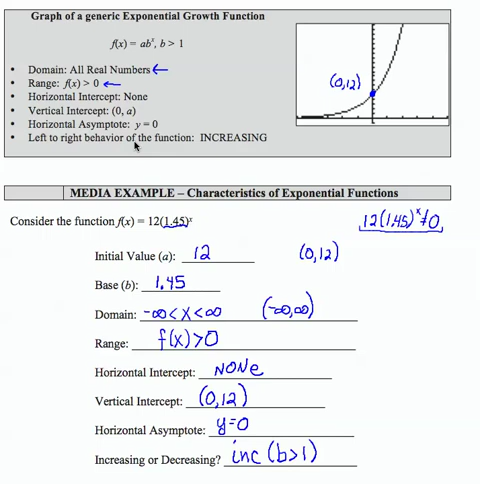 Graph of a generic Exponential Growth Function
f(x) = abˣ, b > 1
• Domain: All Real Numbers ←
• Range: f(x) > 0 ←
• Horizontal Intercept: None
• Vertical Intercept: (0, a)
• Horizontal Asymptote: y = 0
• Left to right behavior of the function: INCREASING
(0,12)
MEDIA EXAMPLE – Characteristics of Exponential Functions
Consider the function f(x) = 12(1.45)ˣ
12(1.45)ˣ≠0
Initial Value (a): 12 (0,12)
Base (b): 1.45
Domain: -∞ < x < ∞ (-∞,∞)
Range: f(x) > 0
Horizontal Intercept: NONe
Vertical Intercept: (0,12)
Horizontal Asymptote: y=0
Increasing or Decreasing? inc (b>1)